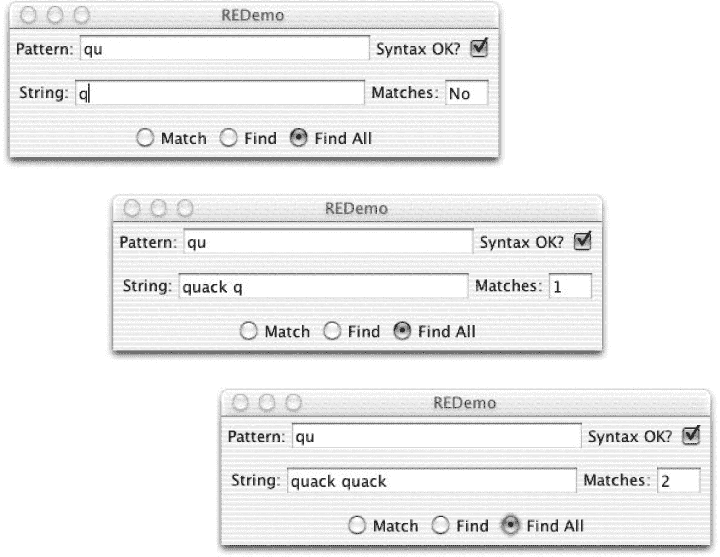 REDemo
Pattern: qu Syntax OK?
String: q Matches: No
Match Find Find All
REDemo
Pattern: qu Syntax OK?
String: quack q Matches: 1
Match Find Find All
REDemo
Pattern: qu Syntax OK?
String: quack quack Matches: 2
Match Find Find All